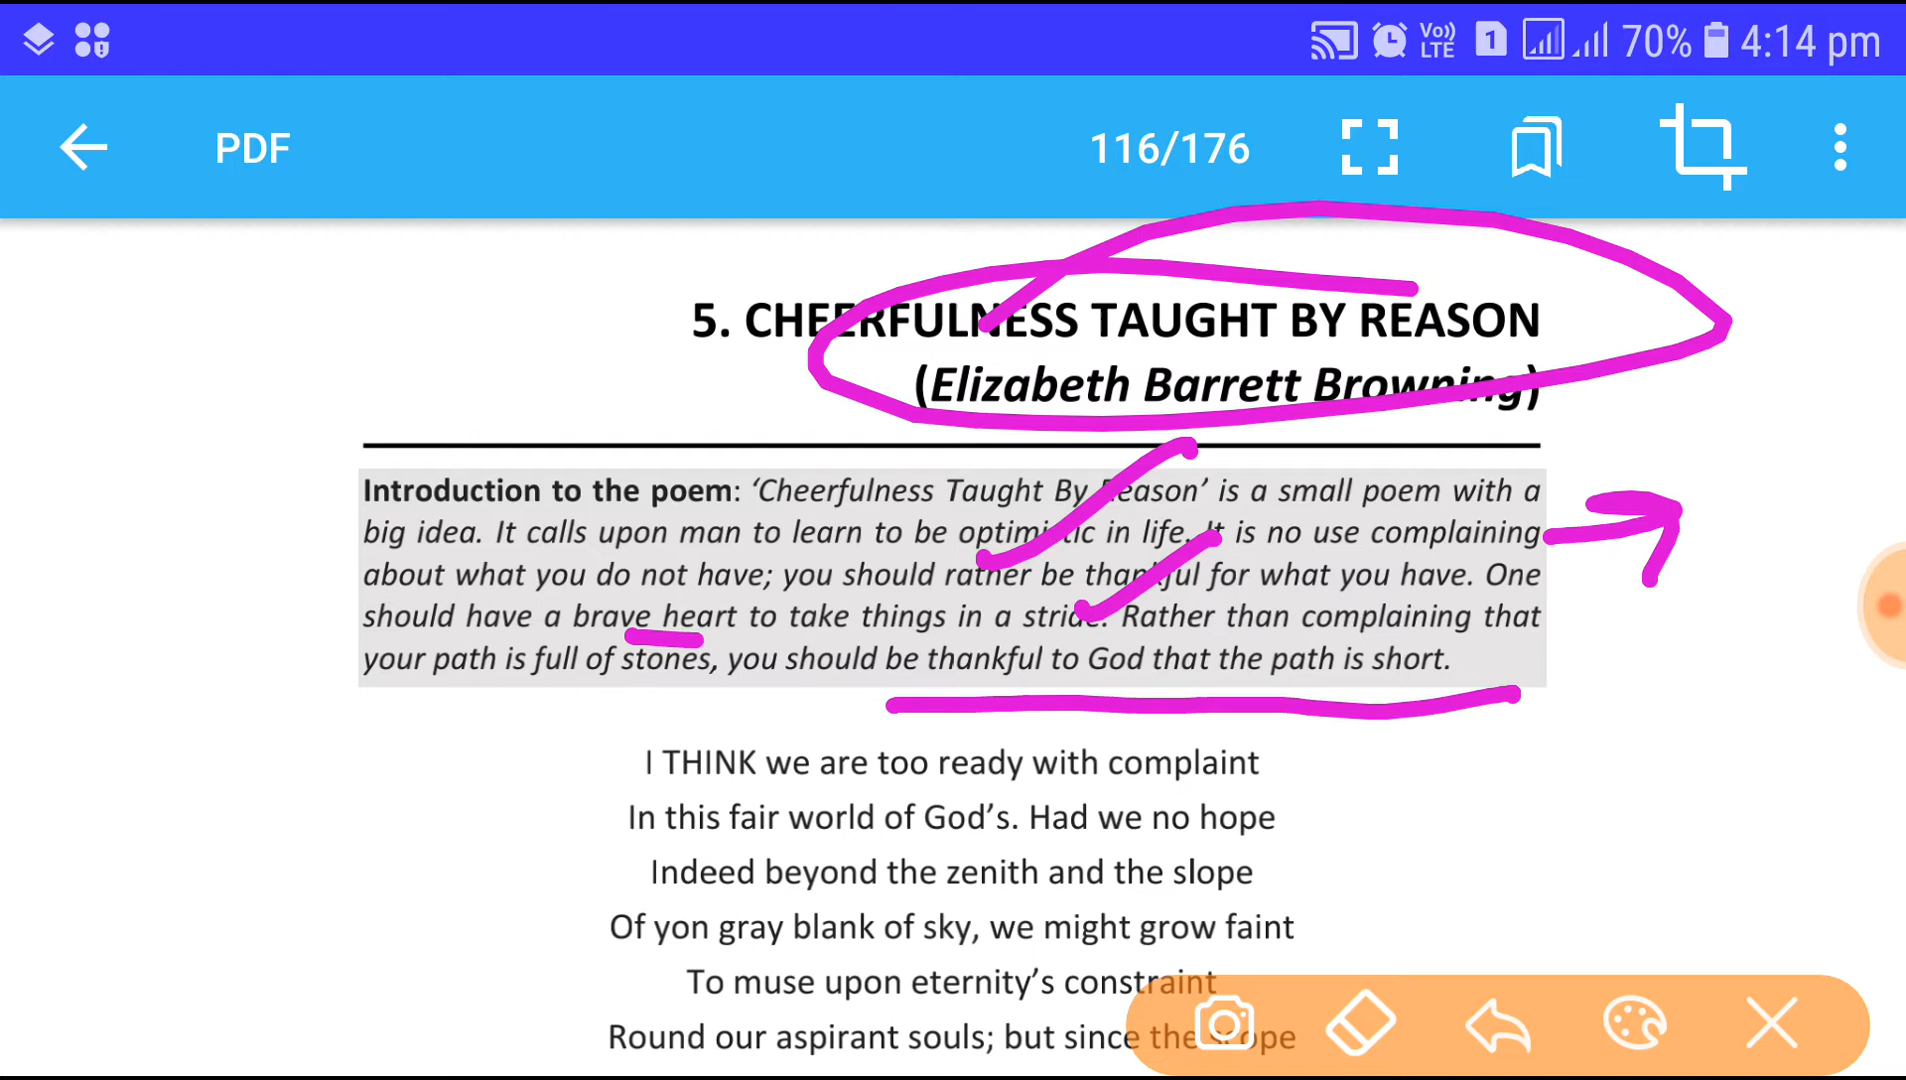 Vo)) LTE 1 70% 4:14 pm
PDF 116/176
5. CHEERFULNESS TAUGHT BY REASON
(Elizabeth Barrett Browning)
Introduction to the poem: ‘Cheerfulness Taught By Reason’ is a small poem with a
big idea. It calls upon man to learn to be optimistic in life. It is no use complaining
about what you do not have; you should rather be thankful for what you have. One
should have a brave heart to take things in a stride. Rather than complaining that
your path is full of stones, you should be thankful to God that the path is short.
I THINK we are too ready with complaint
In this fair world of God’s. Had we no hope
Indeed beyond the zenith and the slope
Of yon gray blank of sky, we might grow faint
To muse upon eternity’s constraint
Round our aspirant souls; but since the scope